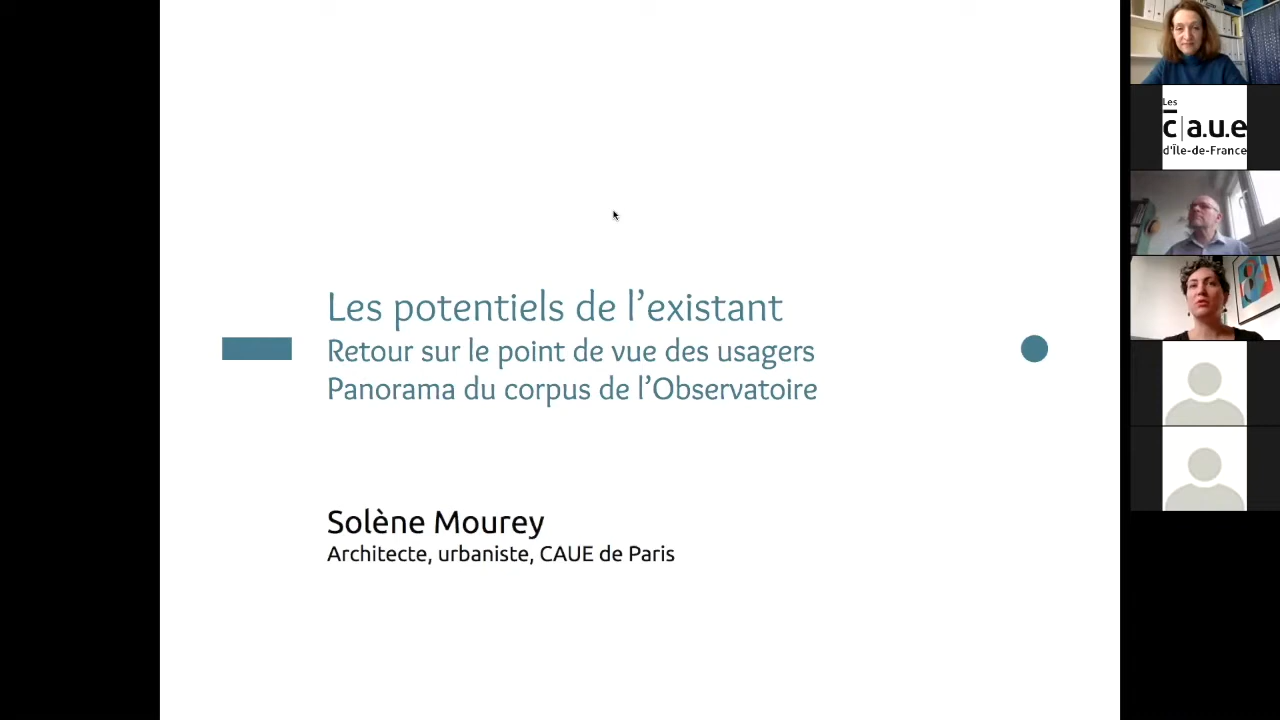 Les potentiels de l’existant
Retour sur le point de vue des usagers
Panorama du corpus de l’Observatoire
Solène Mourey
Architecte, urbaniste, CAUE de Paris
Les
c|a.u.e
d'Île-de-France